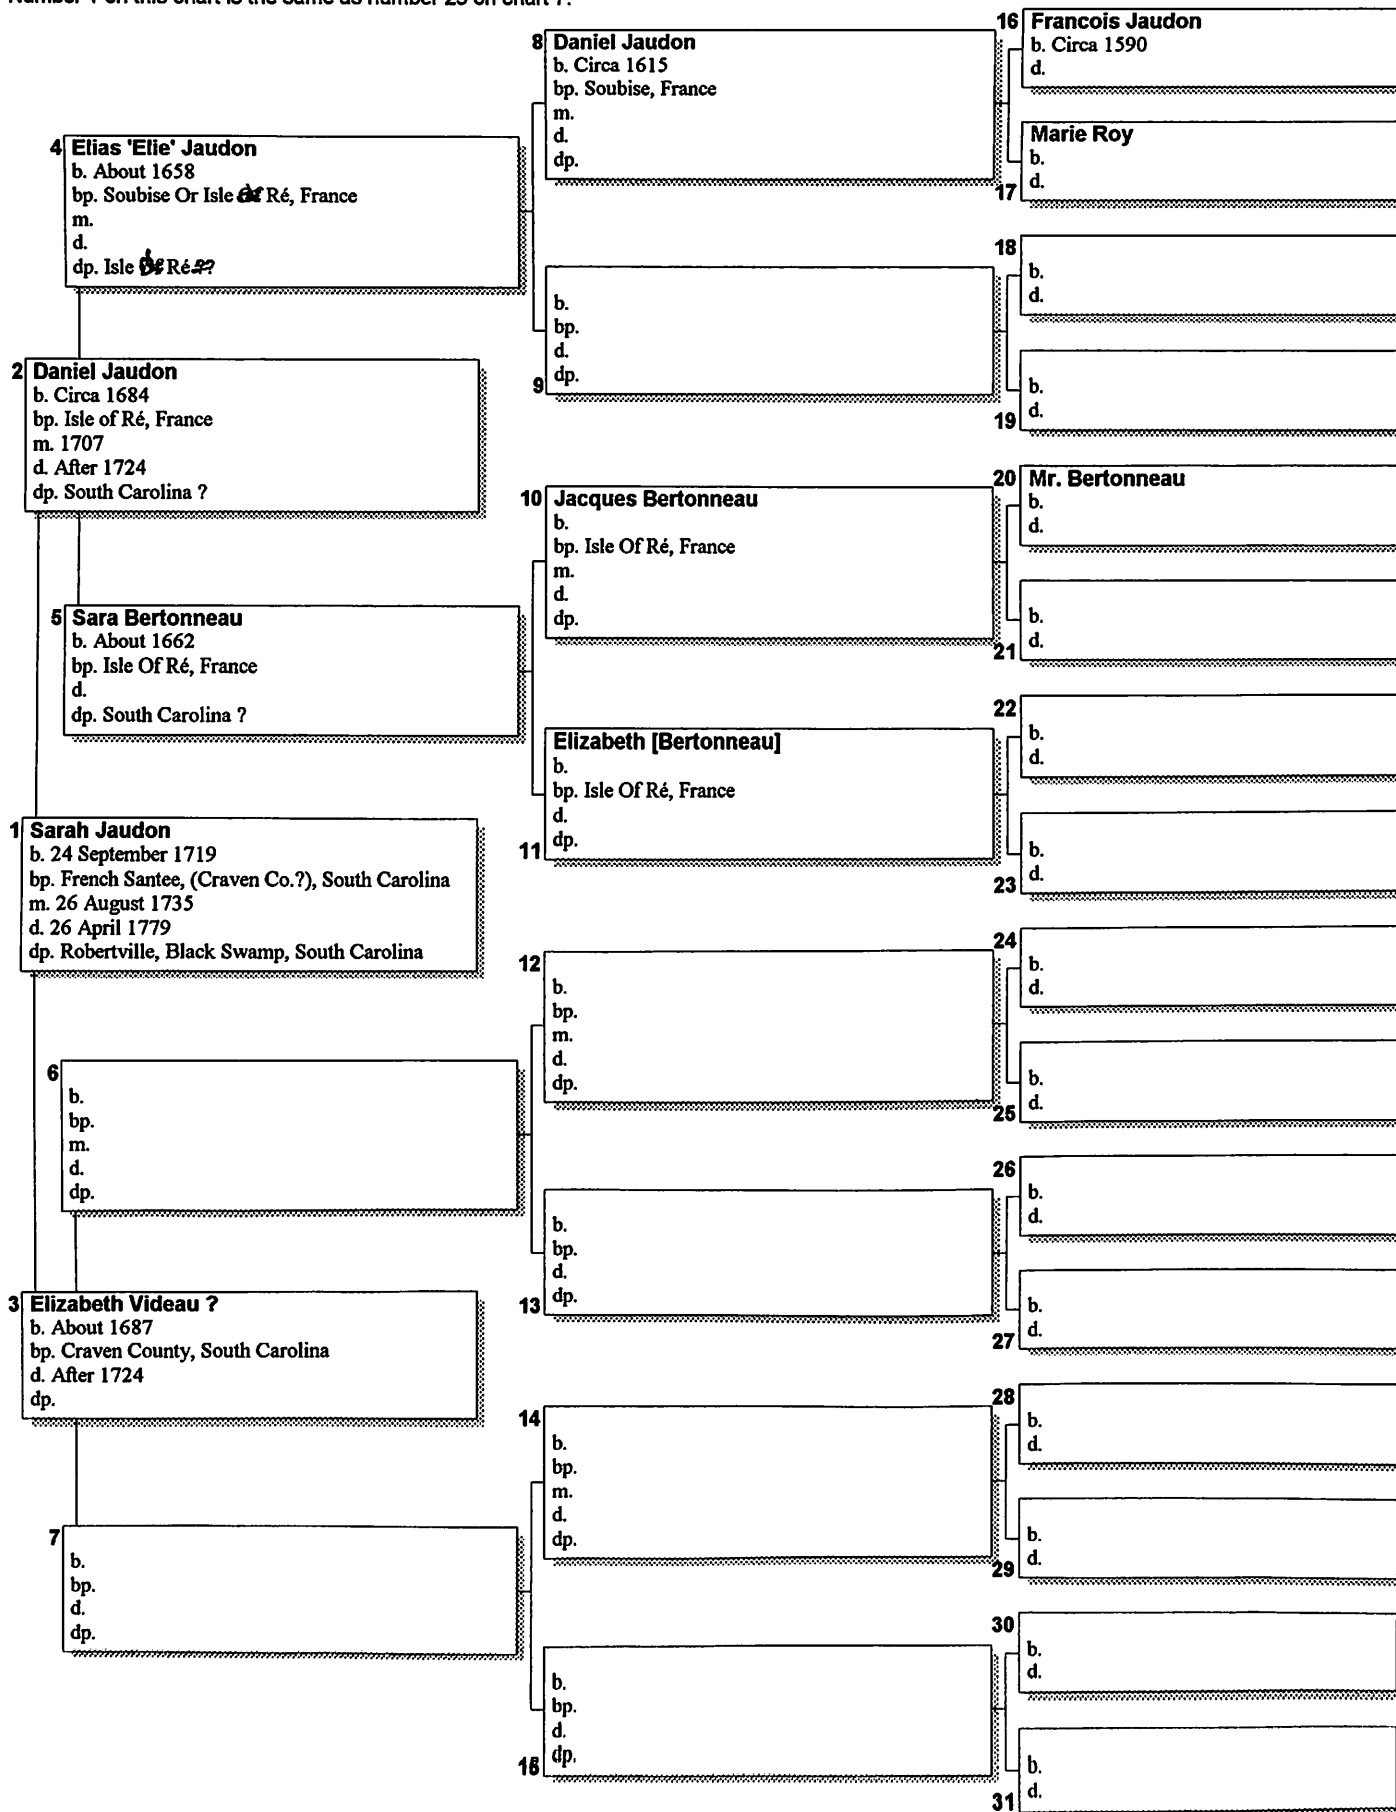 Number 1 on this chart is the same as number 25 on chart 7.
1 Sarah Jaudon
b. 24 September 1719
bp. French Santee, (Craven Co.?), South Carolina
m. 26 August 1735
d. 26 April 1779
dp. Robertville, Black Swamp, South Carolina
2 Daniel Jaudon
b. Circa 1684
bp. Isle of Ré, France
m. 1707
d. After 1724
dp. South Carolina ?
3 Elizabeth Videau ?
b. About 1687
bp. Craven County, South Carolina
d. After 1724
dp.
4 Elias 'Elie' Jaudon
b. About 1658
bp. Soubise Or Isle Ré, France
m.
d.
dp. Isle Ré
5 Sara Bertonneau
b. About 1662
bp. Isle Of Ré, France
d.
dp. South Carolina ?
6
b.
bp.
m.
d.
dp.
7
b.
bp.
d.
dp.
8 Daniel Jaudon
b. Circa 1615
bp. Soubise, France
m.
d.
dp.
b.
bp.
d.
9 dp.
10 Jacques Bertonneau
b.
bp. Isle Of Ré, France
m.
d.
dp.
Elizabeth [Bertonneau]
b.
bp. Isle Of Ré, France
d.
11 dp.
12
b.
bp.
m.
d.
dp.
b.
bp.
d.
13 dp.
14
b.
bp.
m.
d.
dp.
b.
bp.
d.
15 dp.
16 Francois Jaudon
b. Circa 1590
d.
Marie Roy
b.
17 d.
18
b.
d.
b.
19 d.
20 Mr. Bertonneau
b.
d.
b.
21 d.
22
b.
d.
b.
23 d.
24
b.
d.
b.
25 d.
26
b.
d.
b.
27 d.
28
b.
d.
b.
29 d.
30
b.
d.
b.
31 d.